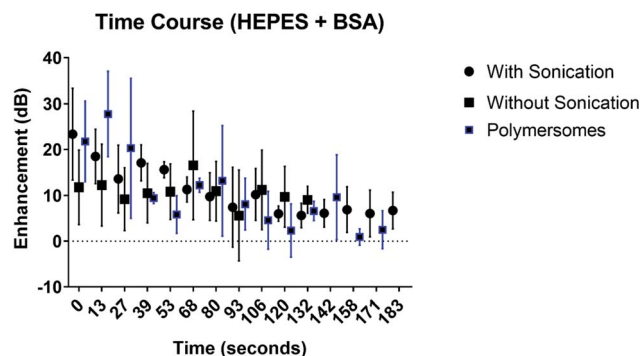 Time Course (HEPES + BSA)
Enhancement (dB)
40
30
20
10
0
-10
0 13 27 39 53 68 80 93 106 120 132 142 158 171 183
Time (seconds)
With Sonication
Without Sonication
Polymersomes